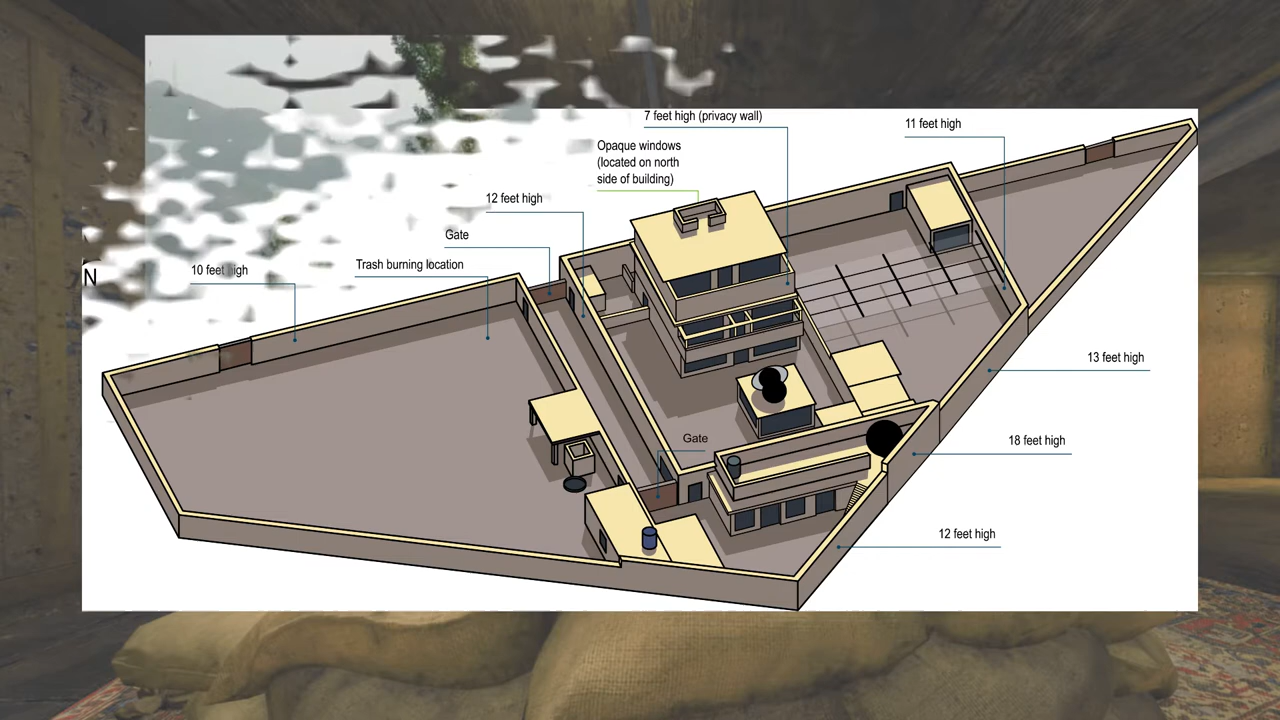 7 feet high (privacy wall)
11 feet high
Opaque windows
(located on north
side of building)
12 feet high
Gate
Trash burning location
10 feet high
N
13 feet high
Gate
18 feet high
12 feet high